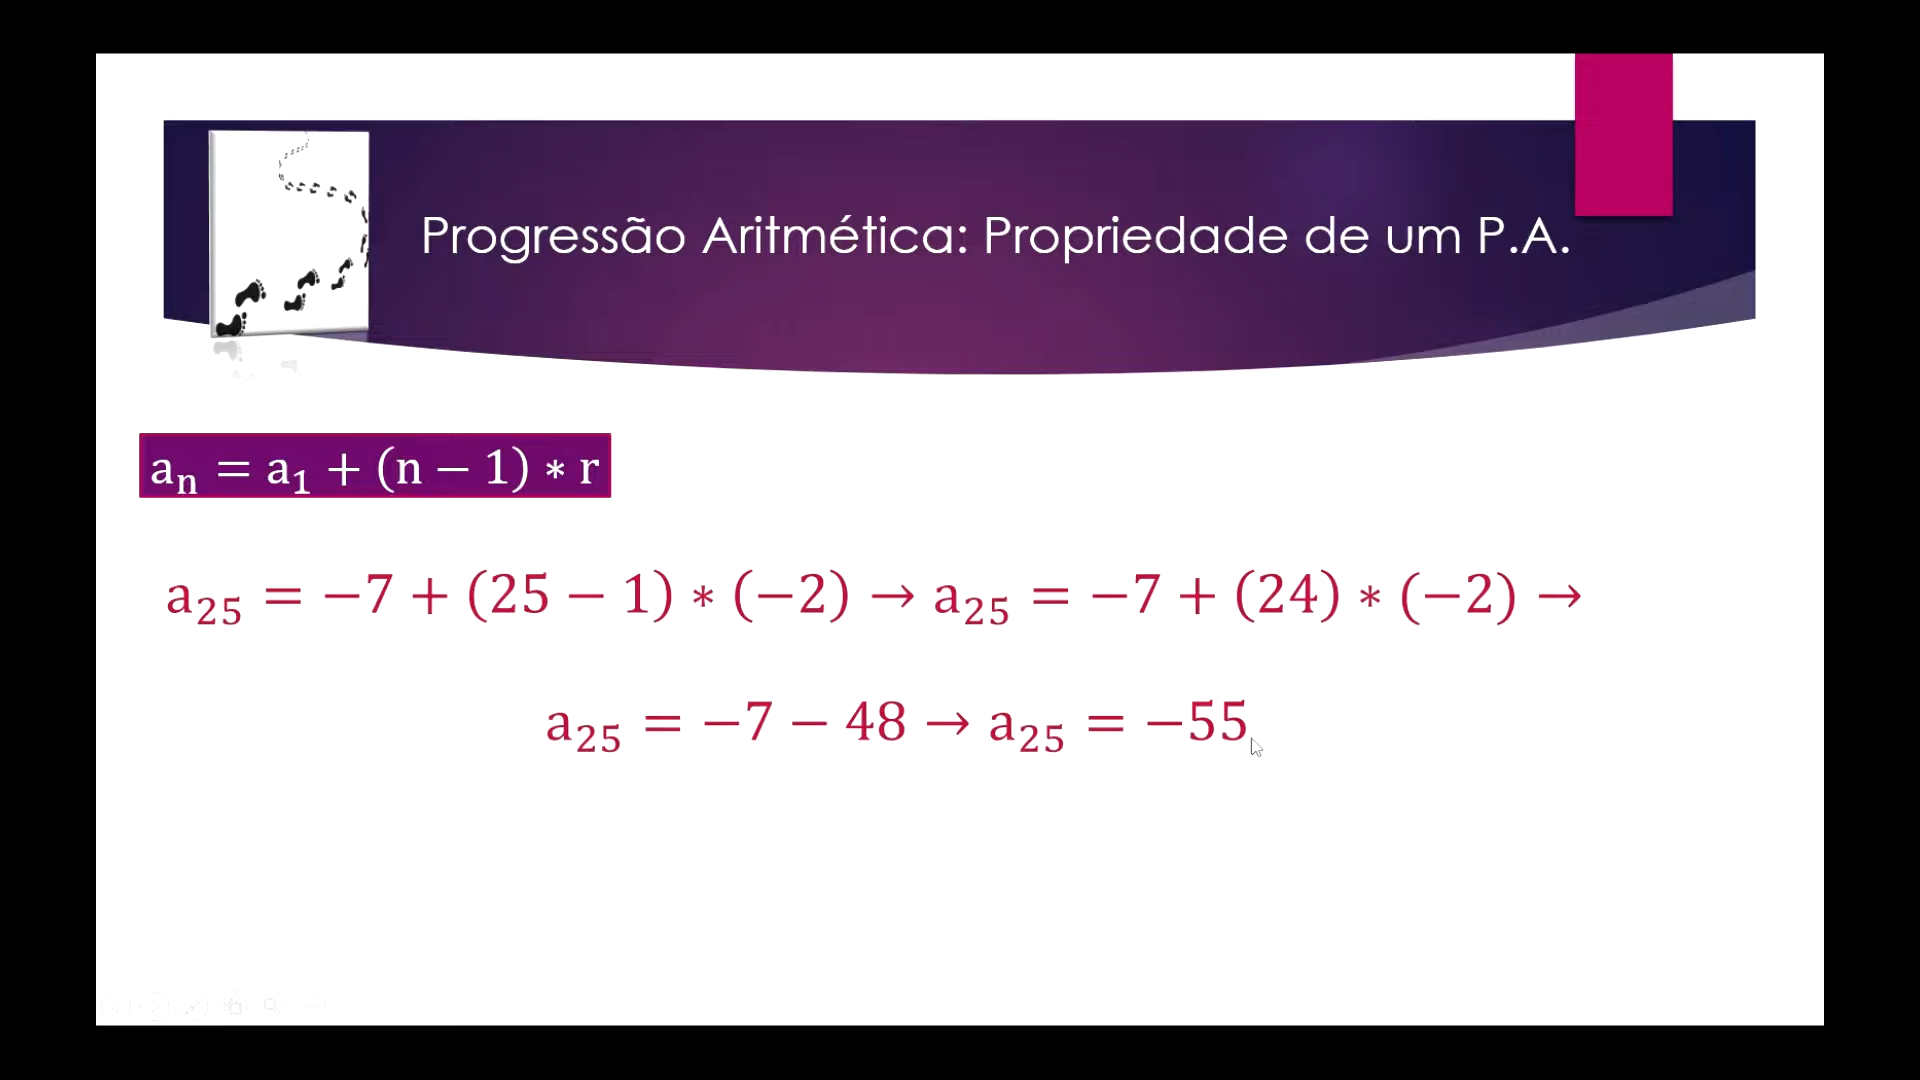 Progressão Aritmética: Propriedade de um P.A.
aₙ = a₁ + (n − 1) ∗ r
a₂₅ = −7 + (25 − 1) ∗ (−2) → a₂₅ = −7 + (24) ∗ (−2) →
a₂₅ = −7 − 48 → a₂₅ = −55